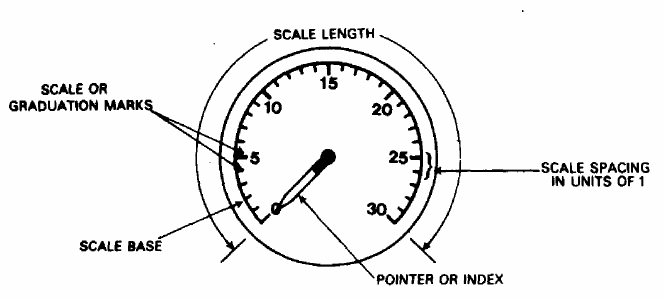 SCALE LENGTH
SCALE OR
GRADUATION MARKS
15
10
20
5
25
0
30
SCALE SPACING
IN UNITS OF 1
SCALE BASE
POINTER OR INDEX